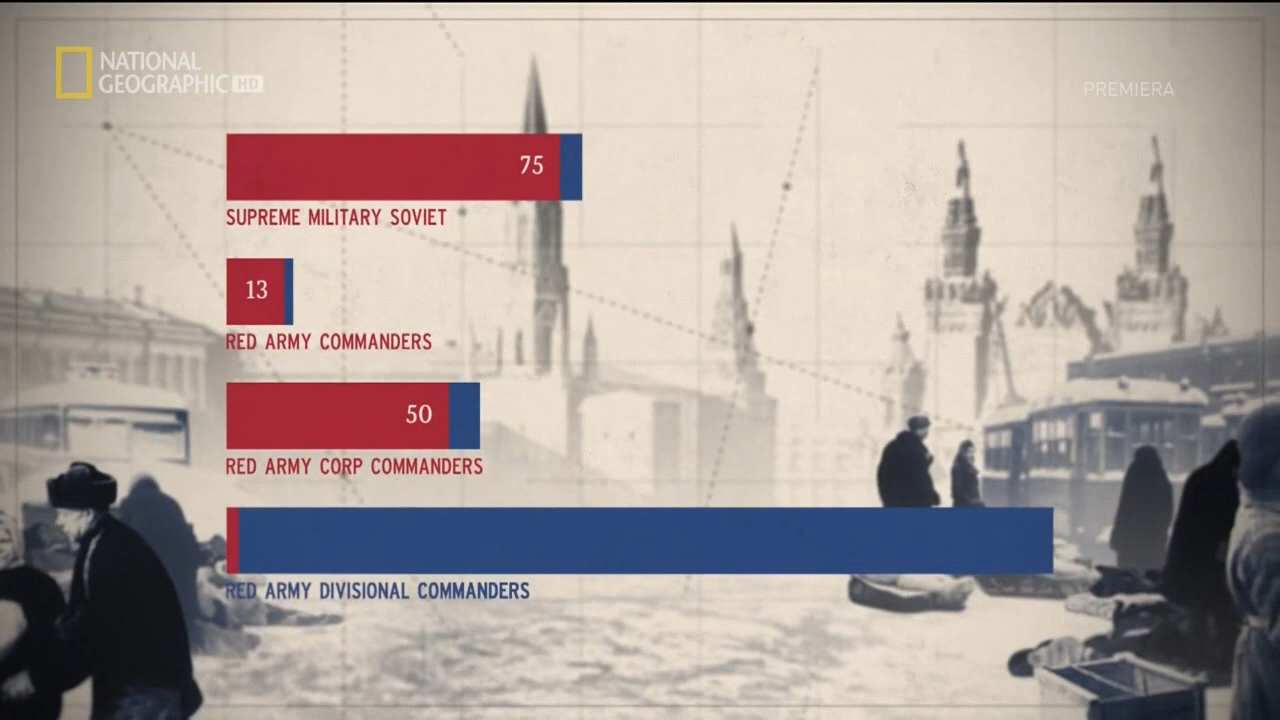 NATIONAL
GEOGRAPHIC HD
PREMIERA
75
SUPREME MILITARY SOVIET
13
RED ARMY COMMANDERS
50
RED ARMY CORP COMMANDERS
RED ARMY DIVISIONAL COMMANDERS